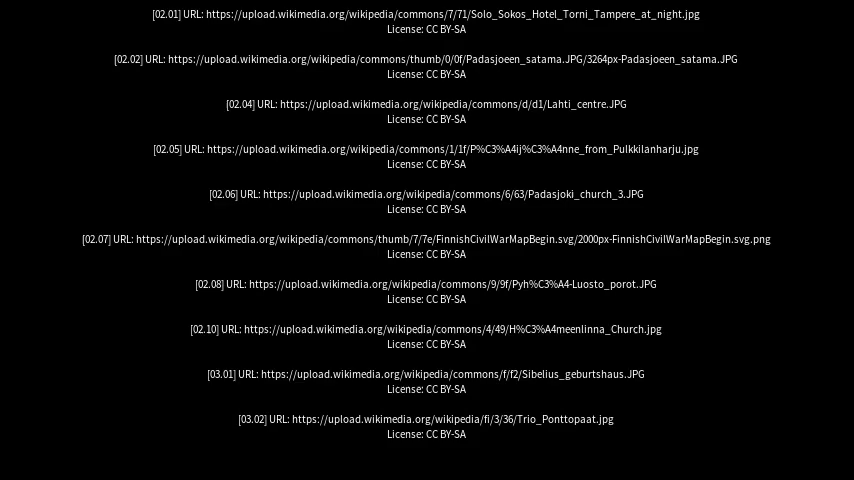 [02.01] URL: https://upload.wikimedia.org/wikipedia/commons/7/71/Solo_Sokos_Hotel_Torni_Tampere_at_night.jpg
License: CC BY-SA
[02.02] URL: https://upload.wikimedia.org/wikipedia/commons/thumb/0/0f/Padasjoeen_satama.JPG/3264px-Padasjoeen_satama.JPG
License: CC BY-SA
[02.04] URL: https://upload.wikimedia.org/wikipedia/commons/d/d1/Lahti_centre.JPG
License: CC BY-SA
[02.05] URL: https://upload.wikimedia.org/wikipedia/commons/1/1f/P%C3%A4ij%C3%A4nne_from_Pulkkilanharju.jpg
License: CC BY-SA
[02.06] URL: https://upload.wikimedia.org/wikipedia/commons/6/63/Padasjoki_church_3.JPG
License: CC BY-SA
[02.07] URL: https://upload.wikimedia.org/wikipedia/commons/thumb/7/7e/FinnishCivilWarMapBegin.svg/2000px-FinnishCivilWarMapBegin.svg.png
License: CC BY-SA
[02.08] URL: https://upload.wikimedia.org/wikipedia/commons/9/9f/Pyh%C3%A4-Luosto_porot.JPG
License: CC BY-SA
[02.10] URL: https://upload.wikimedia.org/wikipedia/commons/4/49/H%C3%A4meenlinna_Church.jpg
License: CC BY-SA
[03.01] URL: https://upload.wikimedia.org/wikipedia/commons/f/f2/Sibelius_geburtshaus.JPG
License: CC BY-SA
[03.02] URL: https://upload.wikimedia.org/wikipedia/fi/3/36/Trio_Ponttopaat.jpg
License: CC BY-SA